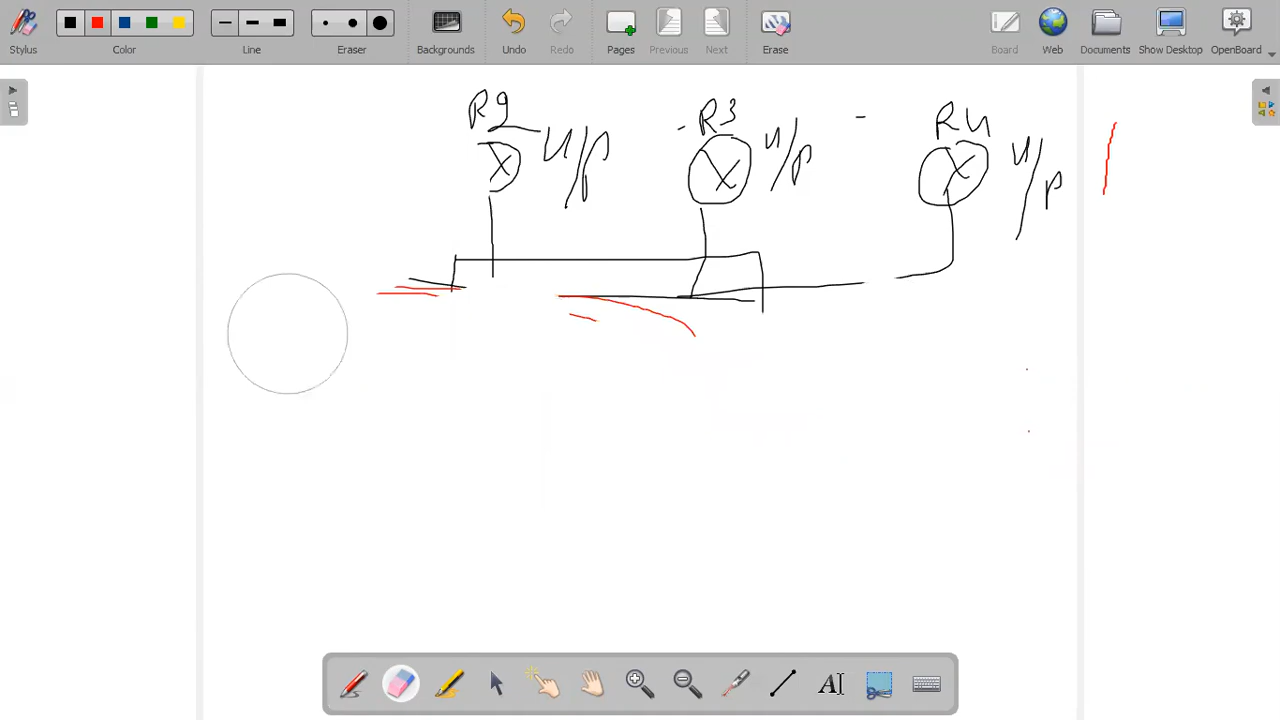 Stylus Color Line Eraser Backgrounds Undo Redo Pages Previous Next Erase Board Web Documents Show Desktop OpenBoard
R2 R3 R4
И/Р И/Р И/Р